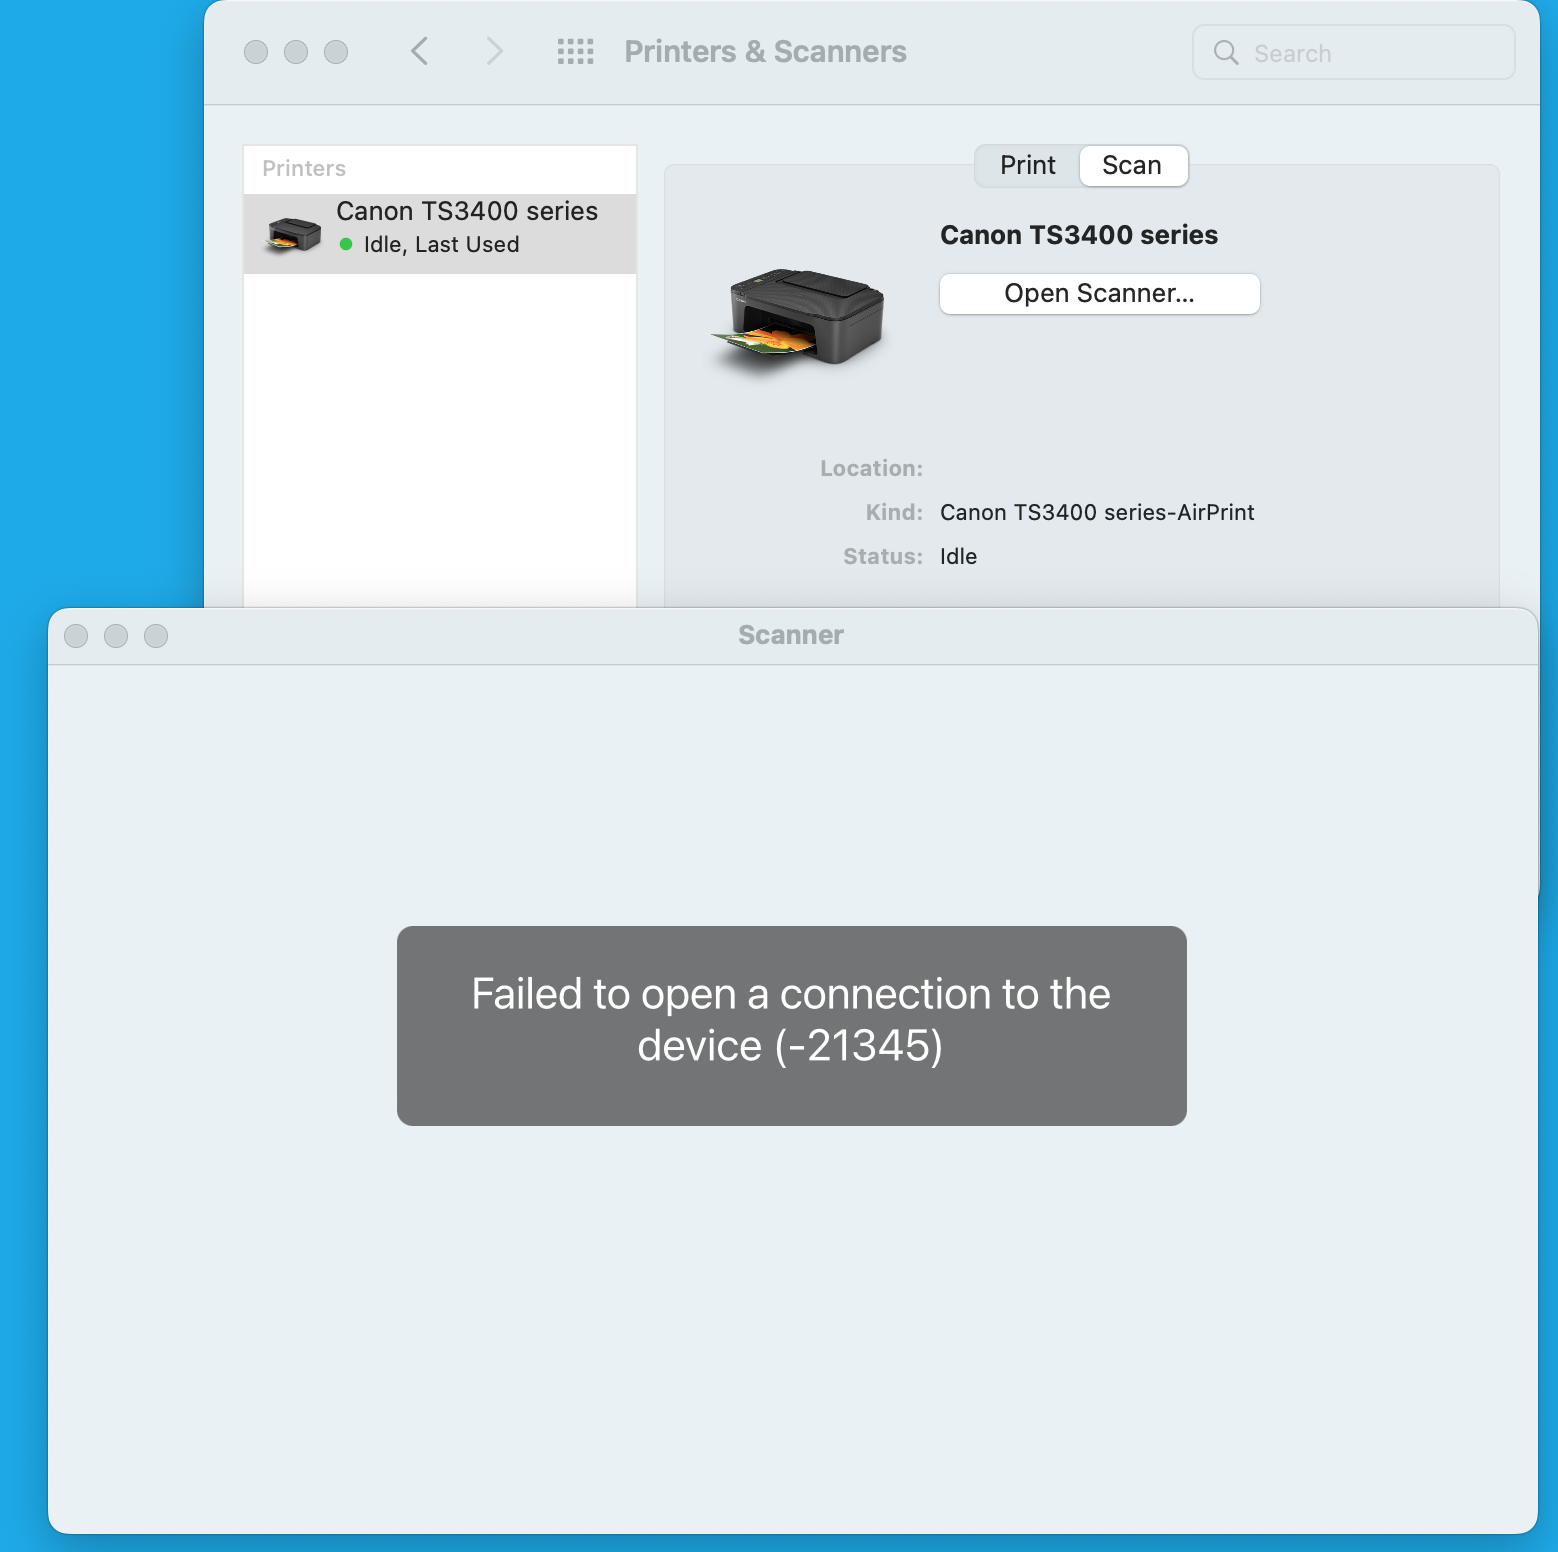 Printers & Scanners
Search
Printers
Canon TS3400 series
Idle, Last Used
Print
Scan
Canon TS3400 series
Open Scanner...
Location:
Kind: Canon TS3400 series-AirPrint
Status: Idle
Scanner
Failed to open a connection to the
device (-21345)